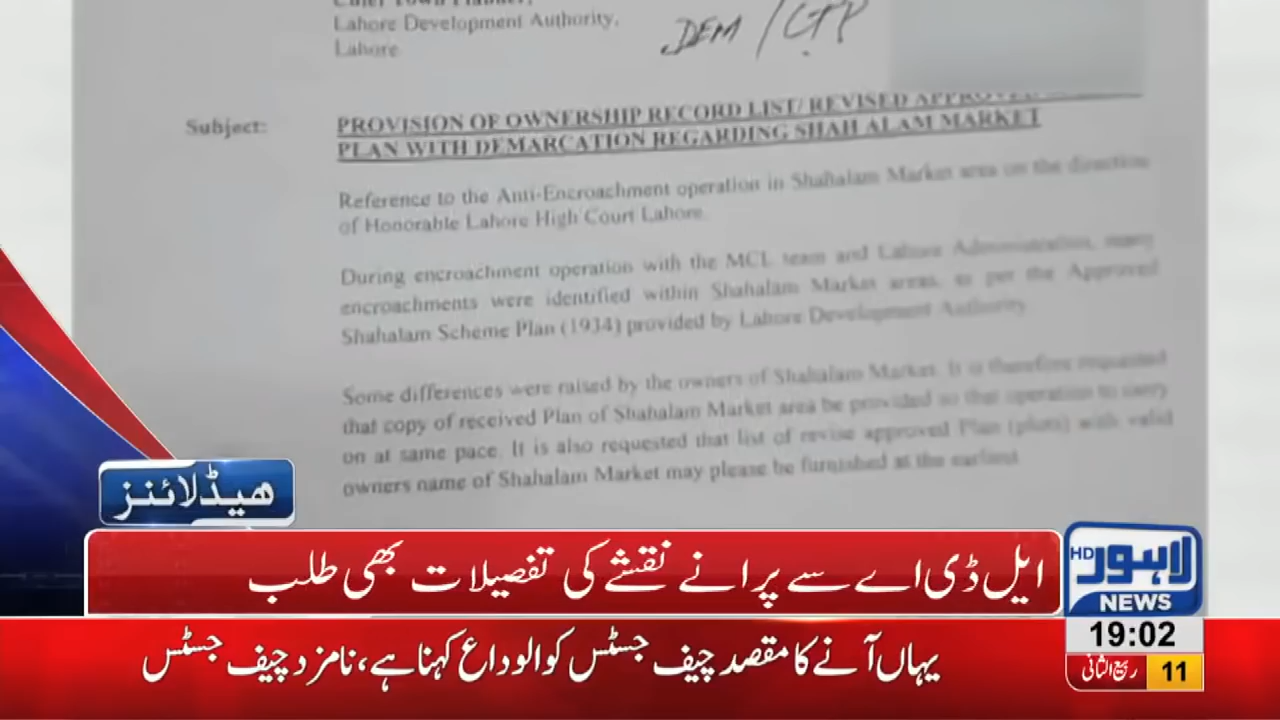 Chief Town Planner,
Lahore Development Authority,
Lahore
DEM / CTP
Subject:
PROVISION OF OWNERSHIP RECORD LIST/ REVISED APPROVED
PLAN WITH DEMARCATION REGARDING SHAH ALAM MARKET
Reference to the Anti-Encroachment operation in Shahalam Market area on the direction
of Honorable Lahore High Court Lahore.
During encroachment operation with the MCL team and Lahore Administration, many
encroachments were identified within Shahalam Market areas, as per the Approved
Shahalam Scheme Plan (1934) provided by Lahore Development Authority.
Some differences were raised by the owners of Shahalam Market. It is therefore requested
that copy of received Plan of Shahalam Market area be provided so that operation to carry
on at same pace. It is also requested that list of revise approved Plan (plots) with valid
owners name of Shahalam Market may please be furnished at the earliest
ہیڈلائنز
ایل ڈی اے سے پرانے نقشے کی تفصیلات بھی طلب
HD لاہور
NEWS
19:02
یہاں آنے کا مقصد چیف جسٹس کو الوداع کہنا ہے، نامزد چیف جسٹس
11 ربیع الثانی